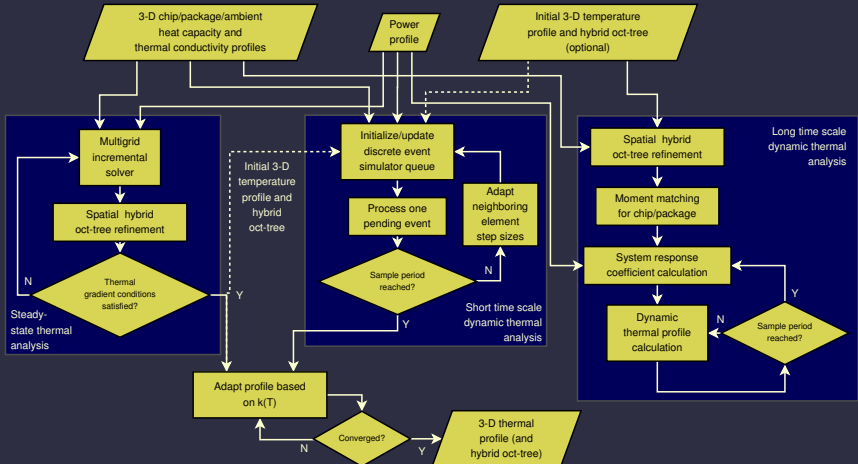 3-D chip/package/ambient
heat capacity and
thermal conductivity profiles
Power
profile
Initial 3-D temperature
profile and hybrid oct-tree
(optional)
Multigrid
incremental
solver
Spatial hybrid
oct-tree refinement
Thermal
gradient conditions
satisfied?
N
Y
Steady-
state thermal
analysis
Initial 3-D
temperature
profile and
hybrid
oct-tree
Initialize/update
discrete event
simulator queue
Process one
pending event
Adapt
neighboring
element
step sizes
Sample period
reached?
N
Y
Short time scale
dynamic thermal
analysis
Long time scale
dynamic thermal
analysis
Spatial hybrid
oct-tree refinement
Moment matching
for chip/package
System response
coefficient calculation
Dynamic
thermal profile
calculation
Y
N
Sample period
reached?
Adapt profile based
on k(T)
Converged?
N
Y
3-D thermal
profile (and
hybrid oct-tree)